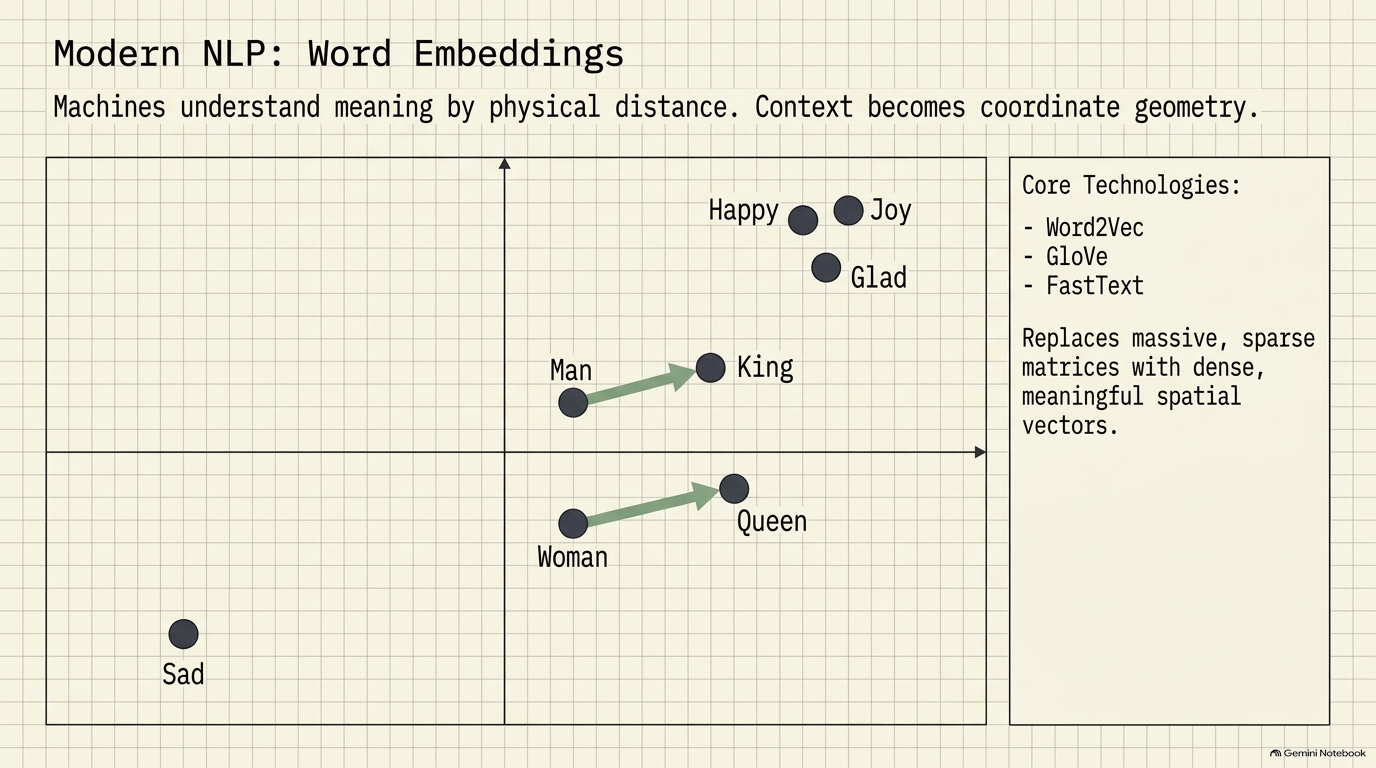 Modern NLP: Word Embeddings
Machines understand meaning by physical distance. Context becomes coordinate geometry.
Happy
Joy
Glad
Man
King
Woman
Queen
Sad
Core Technologies:
- Word2Vec
- GloVe
- FastText
Replaces massive, sparse
matrices with dense,
meaningful spatial
vectors.
Gemini Notebook